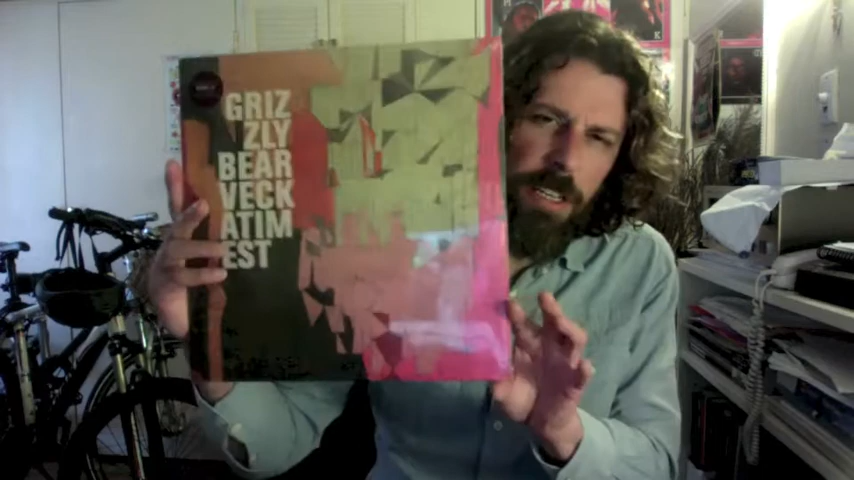 GRIZ
ZLY
BEAR
VECK
ATIM
EST